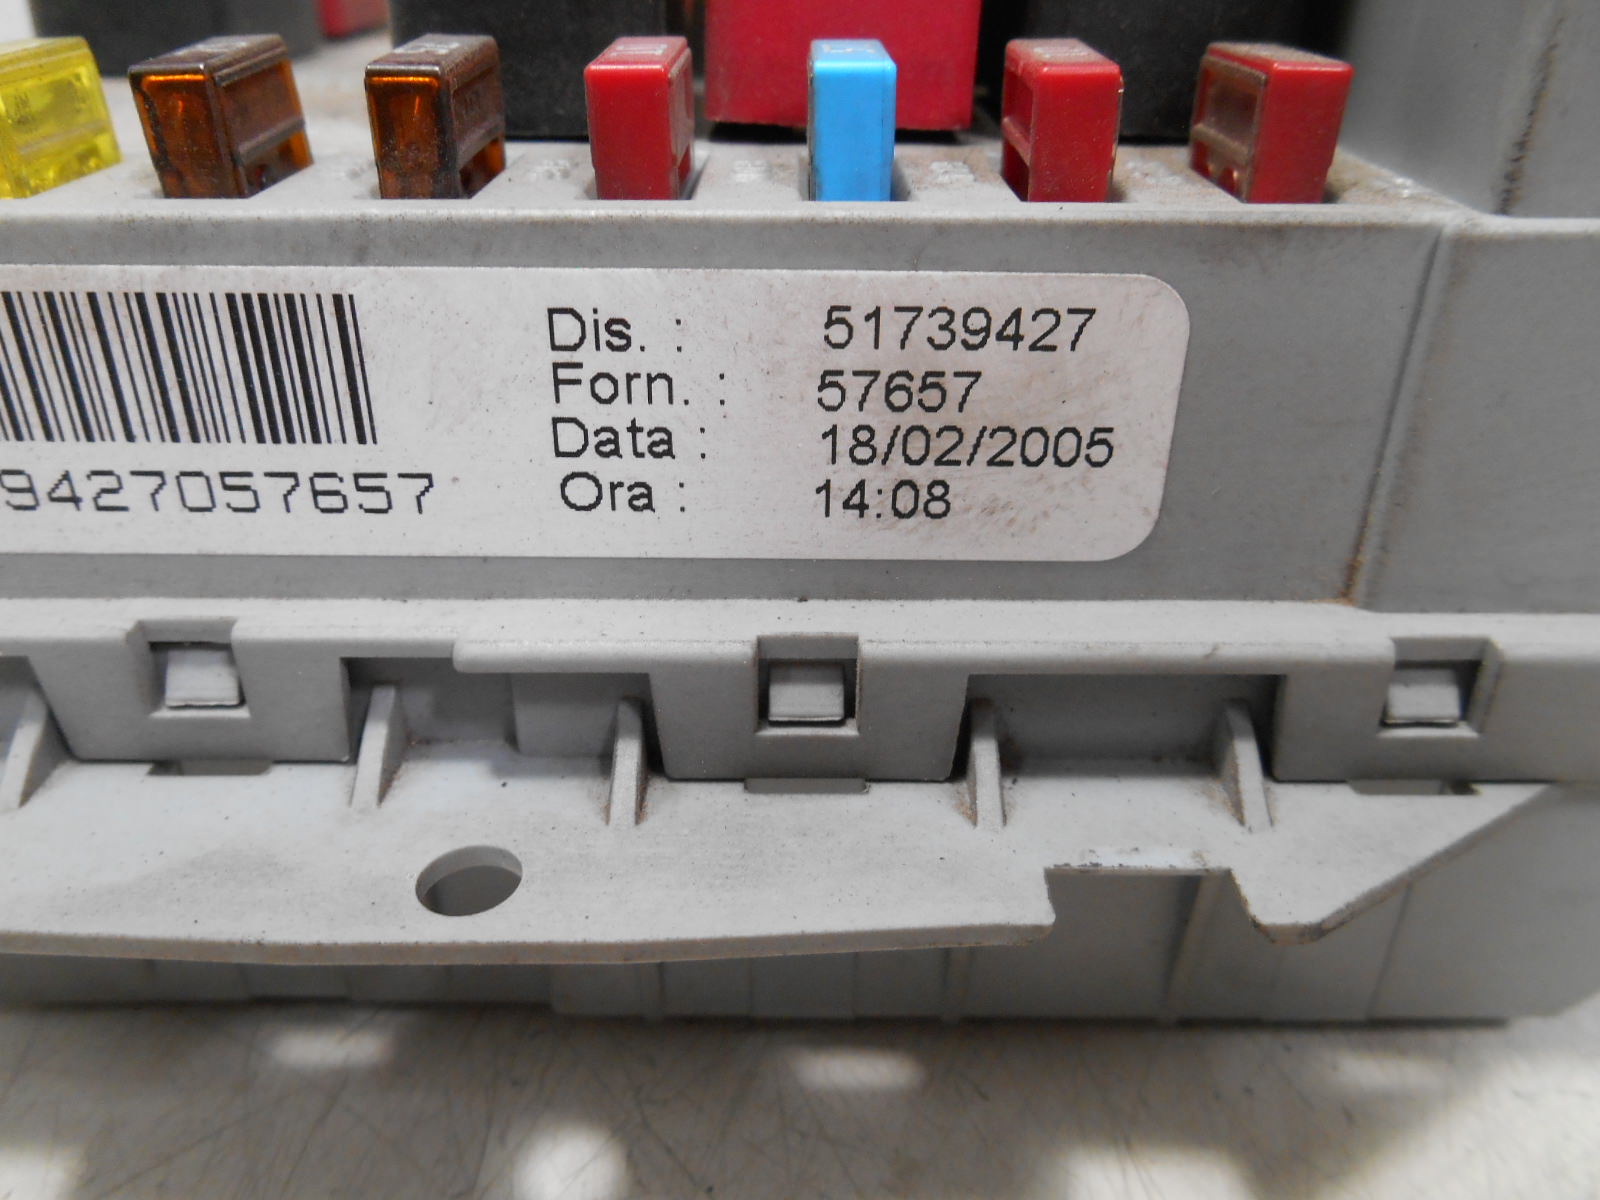 Dis. : 51739427
Forn. : 57657
Data : 18/02/2005
Ora : 14:08
9427057657